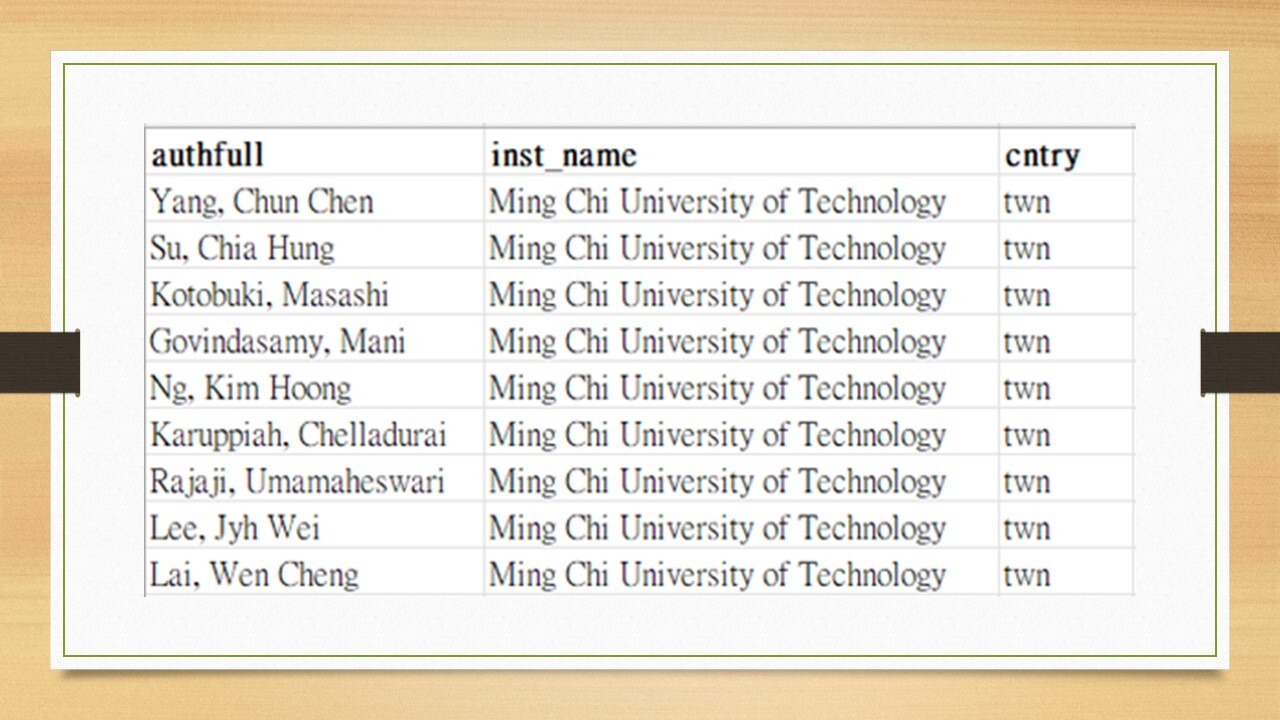 authfull inst_name cntry
Yang, Chun Chen Ming Chi University of Technology twn
Su, Chia Hung Ming Chi University of Technology twn
Kotobuki, Masashi Ming Chi University of Technology twn
Govindasamy, Mani Ming Chi University of Technology twn
Ng, Kim Hoong Ming Chi University of Technology twn
Karuppiah, Chelladurai Ming Chi University of Technology twn
Rajaji, Umamaheswari Ming Chi University of Technology twn
Lee, Jyh Wei Ming Chi University of Technology twn
Lai, Wen Cheng Ming Chi University of Technology twn